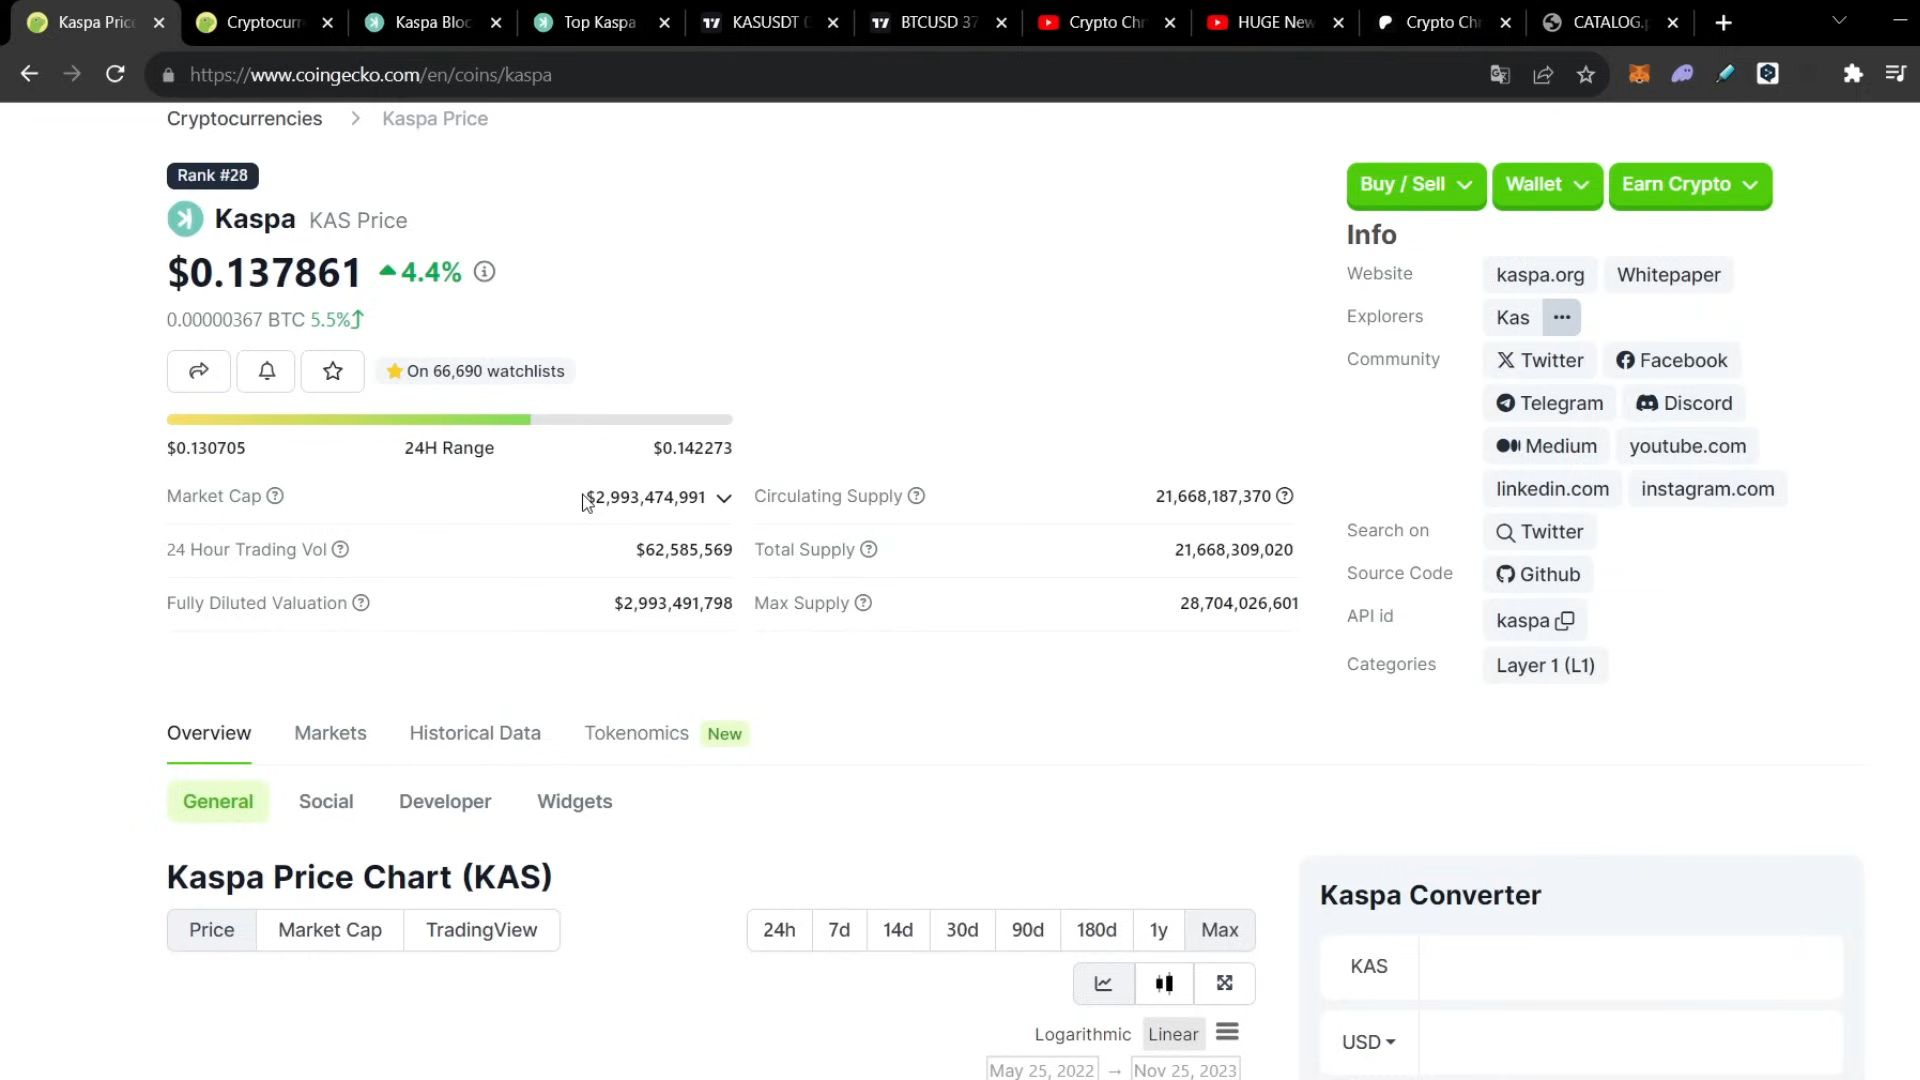 Kaspa Pric
Cryptocurr
Kaspa Bloc
Top Kaspa
KASUSDT
BTCUSD 37
Crypto Ch
HUGE New
Crypto Ch
CATALOG.
https://www.coingecko.com/en/coins/kaspa
Cryptocurrencies > Kaspa Price
Rank #28
Kaspa KAS Price
$0.137861 4.4%
0.00000367 BTC 5.5%
On 66,690 watchlists
$0.130705 24H Range $0.142273
Market Cap $2,993,474,991
Circulating Supply 21,668,187,370
24 Hour Trading Vol $62,585,569
Total Supply 21,668,309,020
Fully Diluted Valuation $2,993,491,798
Max Supply 28,704,026,601
Buy / Sell Wallet Earn Crypto
Info
Website kaspa.org Whitepaper
Explorers Kas ...
Community X Twitter Facebook
Telegram Discord
Medium youtube.com
linkedin.com instagram.com
Search on Twitter
Source Code Github
API id kaspa
Categories Layer 1 (L1)
Overview Markets Historical Data Tokenomics New
General Social Developer Widgets
Kaspa Price Chart (KAS)
Price Market Cap TradingView
24h 7d 14d 30d 90d 180d 1y Max
Logarithmic Linear
May 25, 2022 → Nov 25, 2023
Kaspa Converter
KAS
USD